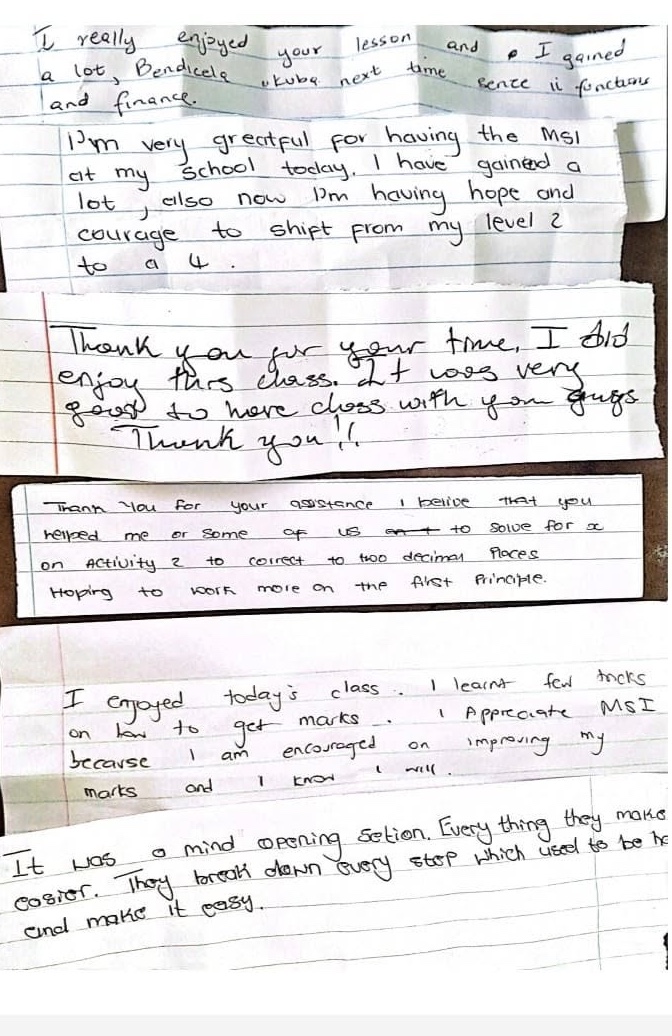 I really enjoyed your lesson and I gained
a lot, Bendicela ukuba next time senze ii functions
and finance.
I'm very greatful for having the MSI
at my school today. I have gained a
lot, also now I'm having hope and
courage to shift from my level 2
to a 4.
Thank you for your time, I did
enjoy this class. It was very
good to have class with you guys
Thank you!!
Thank You for your assistance I belive that you
helped me or some of us to solve for x
on Activity 2 to correct to two decimal Places
Hoping to work more on the first Principle.
I enjoyed today's class. I learnt few tricks
on how to get marks. I Appreciate MSI
because I am encouraged on improving my
marks and I know I will.
It was a mind opening setion. Every thing they make
easier. They break down every step which used to be
and make it easy.